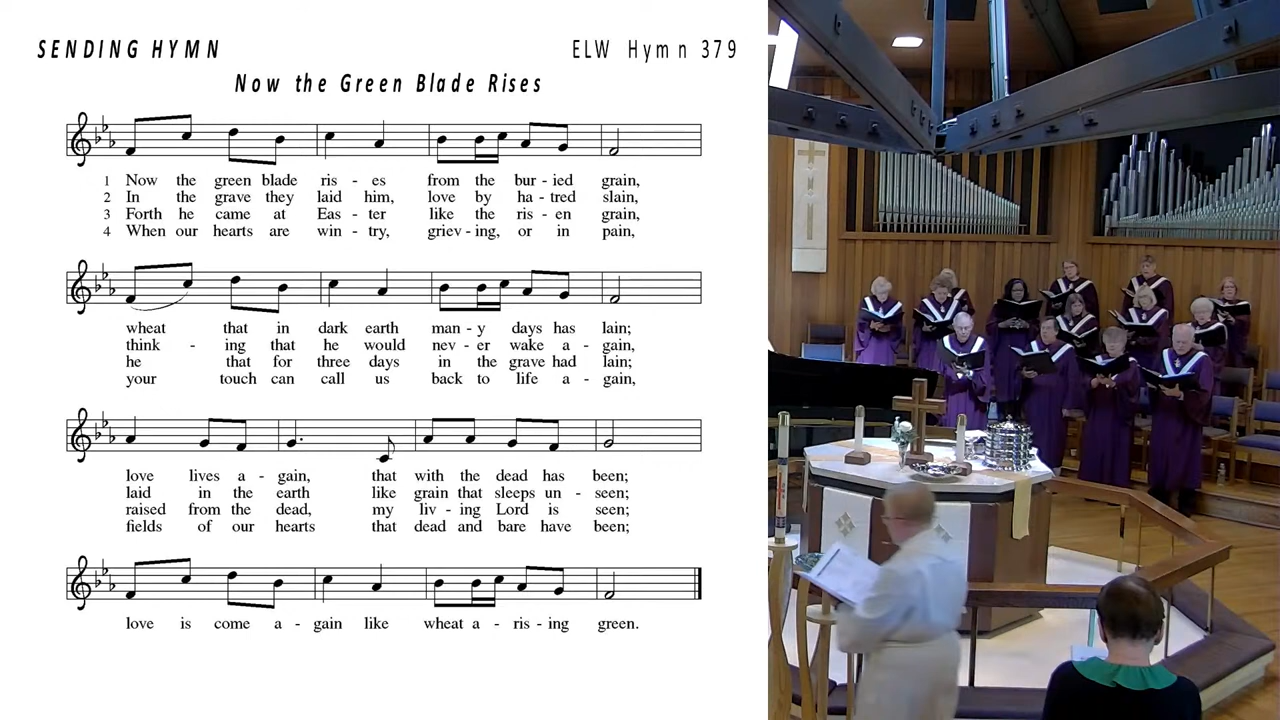 SENDING HYMN ELW Hymn 379
Now the Green Blade Rises
1 Now the green blade ris - es from the bur - ied grain,
2 In the grave they laid him, love by ha - tred slain,
3 Forth he came at Eas - ter like the ris - en grain,
4 When our hearts are win - try, griev - ing, or in pain,
wheat that in dark earth man - y days has lain;
think - ing that he would nev - er wake a - gain,
he that for three days in the grave had lain;
your touch can call us back to life a - gain,
love lives a - gain, that with the dead has been;
laid in the earth like grain that sleeps un - seen;
raised from the dead, my liv - ing Lord is seen;
fields of our hearts that dead and bare have been;
love is come a - gain like wheat a - ris - ing green.